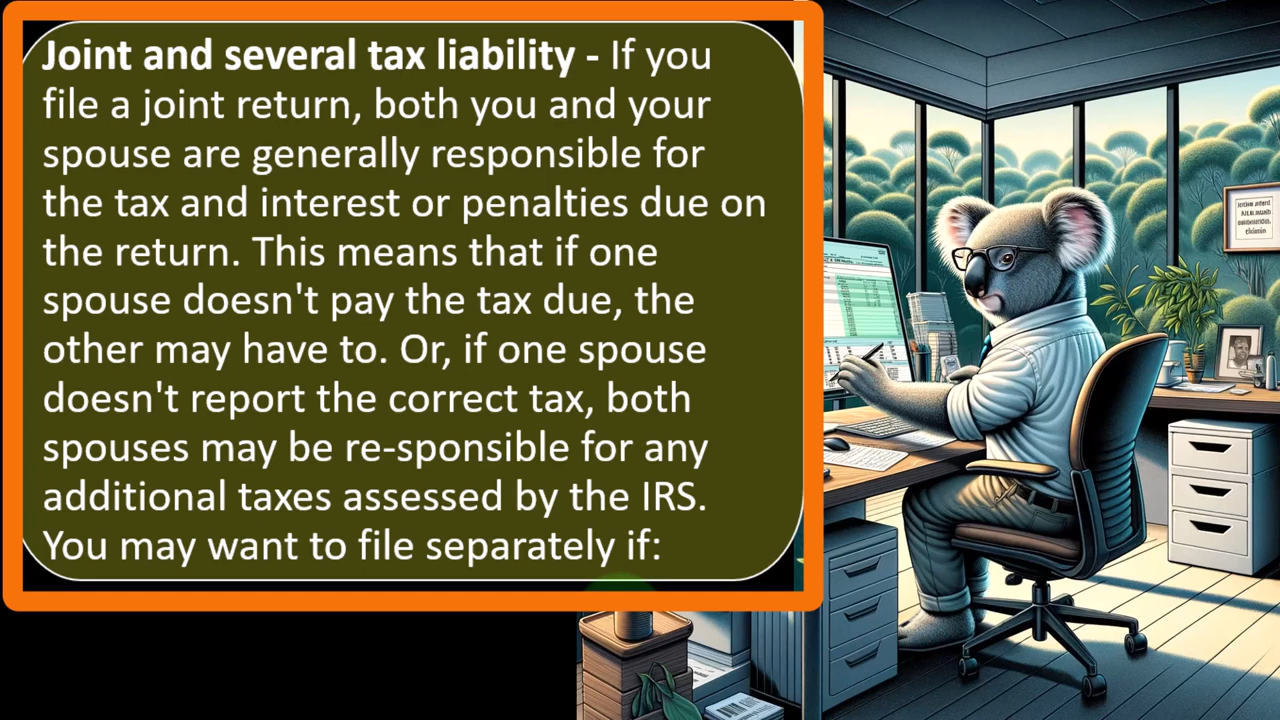 Joint and several tax liability - If you
file a joint return, both you and your
spouse are generally responsible for
the tax and interest or penalties due on
the return. This means that if one
spouse doesn't pay the tax due, the
other may have to. Or, if one spouse
doesn't report the correct tax, both
spouses may be re-sponsible for any
additional taxes assessed by the IRS.
You may want to file separately if: